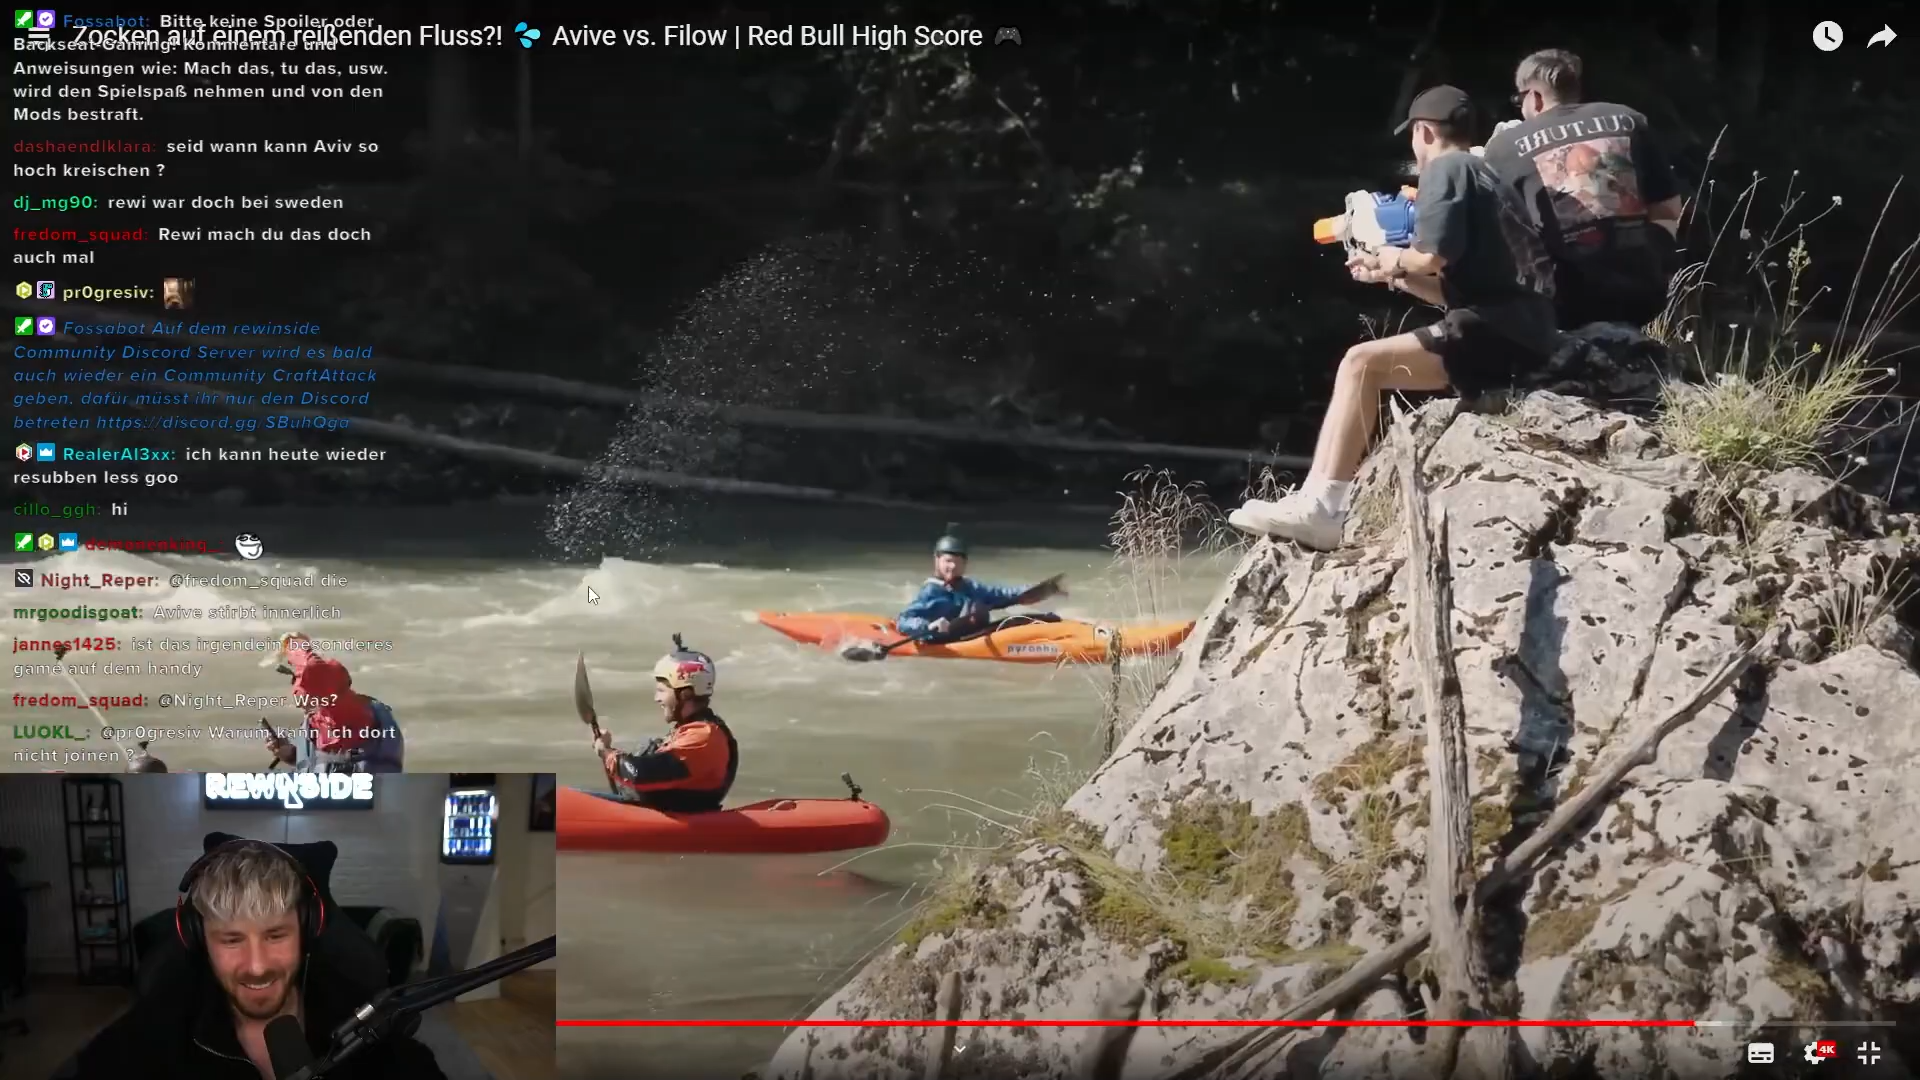 Zocken auf einem reißenden Fluss?! 💦 Avive vs. Filow | Red Bull High Score 🎮
Fossabot: Bitte keine Spoiler oder
Backseat-Gaming! Kommentare und
Anweisungen wie: Mach das, tu das, usw.
wird den Spielspaß nehmen und von den
Mods bestraft.
dashaendlklara: seid wann kann Aviv so
hoch kreischen ?
dj_mg90: rewi war doch bei sweden
fredom_squad: Rewi mach du das doch
auch mal
pr0gresiv:
Fossabot Auf dem rewinside
Community Discord Server wird es bald
auch wieder ein Community CraftAttack
geben. dafür müsst ihr nur den Discord
betreten
RealerAl3xx: ich kann heute wieder
resubben less goo
cillo_ggh: hi
Night_Reper: @fredom_squad die
mrgoodisgoat: Avive stirbt innerlich
jannes1425: ist das irgendein besonderes
game auf dem handy
fredom_squad: @Night_Reper Was?
LUOKL_: @pr0gresiv Warum kann ich dort
nicht joinen ?
REWINSIDE
CULTURE
pyranha
4K